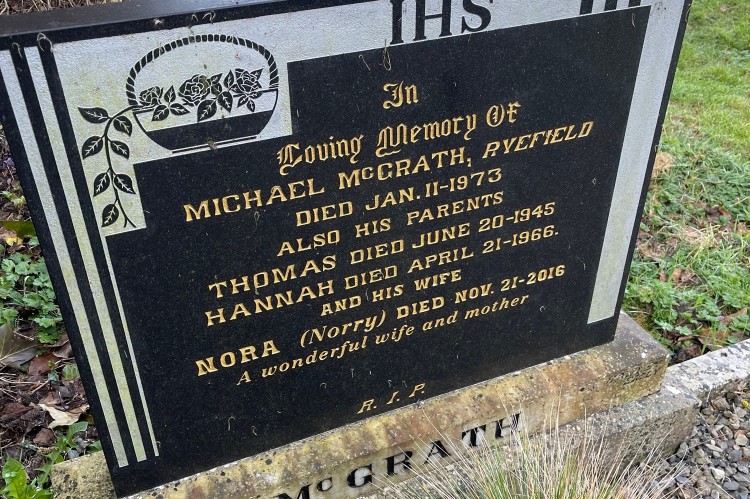 IHS
In
Loving Memory Of
MICHAEL McGRATH, RYEFIELD
DIED JAN. 11-1973
ALSO HIS PARENTS
THOMAS DIED JUNE 20-1945
HANNAH DIED APRIL 21-1966.
AND HIS WIFE
NORA (Norry) DIED NOV. 21-2016
A wonderful wife and mother
R.I.P.
McGRATH